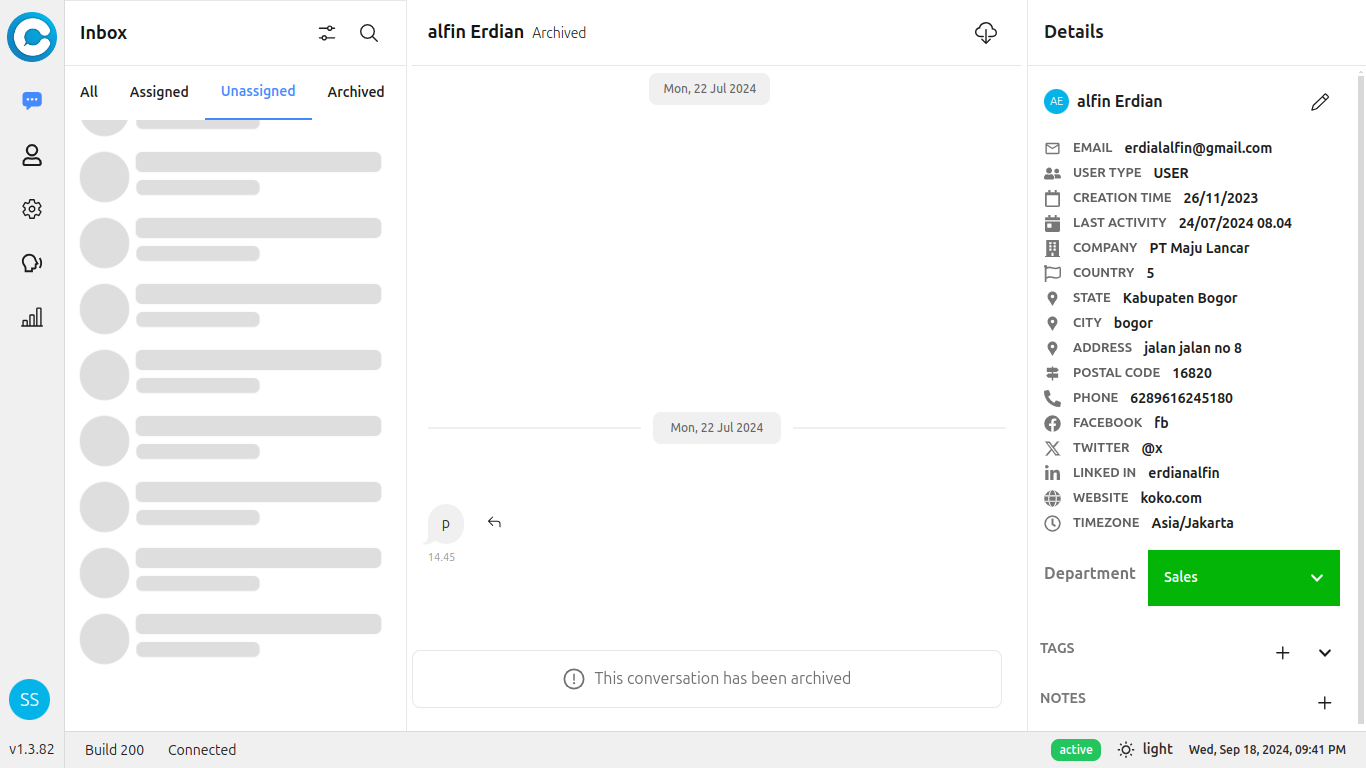 Inbox
All Assigned Unassigned Archived
alfin Erdian Archived
Mon, 22 Jul 2024
Mon, 22 Jul 2024
p
14.45
This conversation has been archived
Details
AE alfin Erdian
EMAIL erdialalfin@gmail.com
USER TYPE USER
CREATION TIME 26/11/2023
LAST ACTIVITY 24/07/2024 08.04
COMPANY PT Maju Lancar
COUNTRY 5
STATE Kabupaten Bogor
CITY bogor
ADDRESS jalan jalan no 8
POSTAL CODE 16820
PHONE 6289616245180
FACEBOOK fb
TWITTER @x
LINKED IN erdianalfin
WEBSITE koko.com
TIMEZONE Asia/Jakarta
Department Sales
TAGS
NOTES
SS
v1.3.82 Build 200 Connected active light Wed, Sep 18, 2024, 09:41 PM